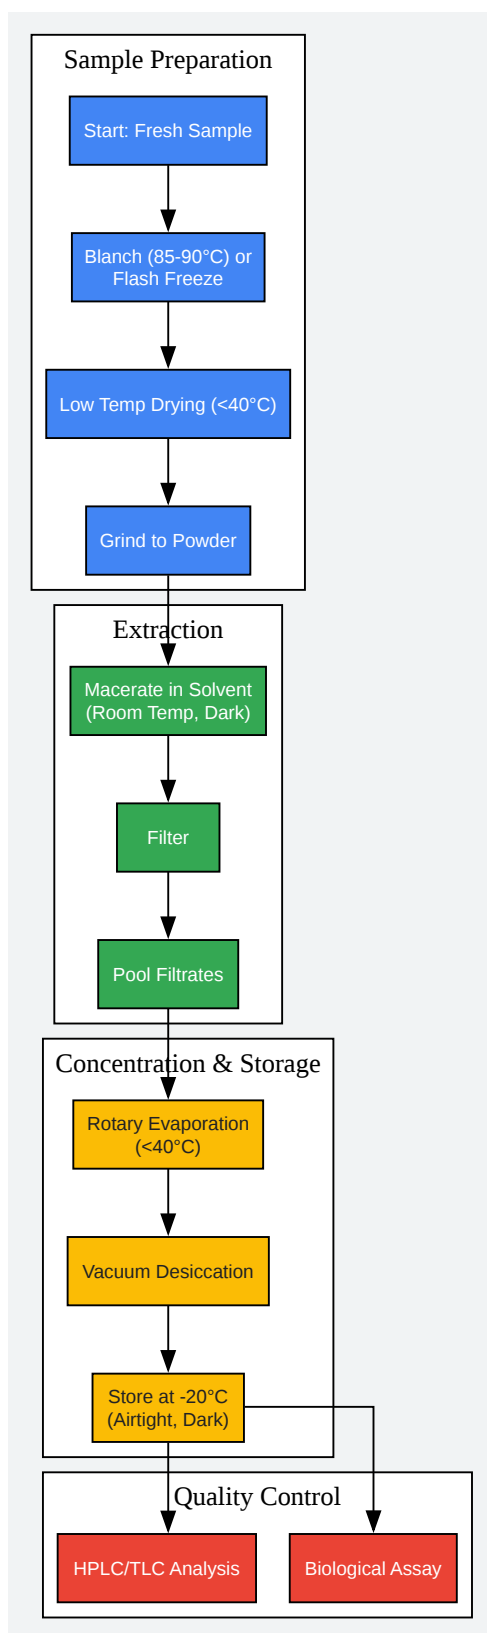 Sample Preparation
Start: Fresh Sample
Blanch (85-90°C) or
Flash Freeze
Low Temp Drying (<40°C)
Grind to Powder
Extraction
Macerate in Solvent
(Room Temp, Dark)
Filter
Pool Filtrates
Concentration & Storage
Rotary Evaporation
(<40°C)
Vacuum Desiccation
Store at -20°C
(Airtight, Dark)
Quality Control
HPLC/TLC Analysis
Biological Assay